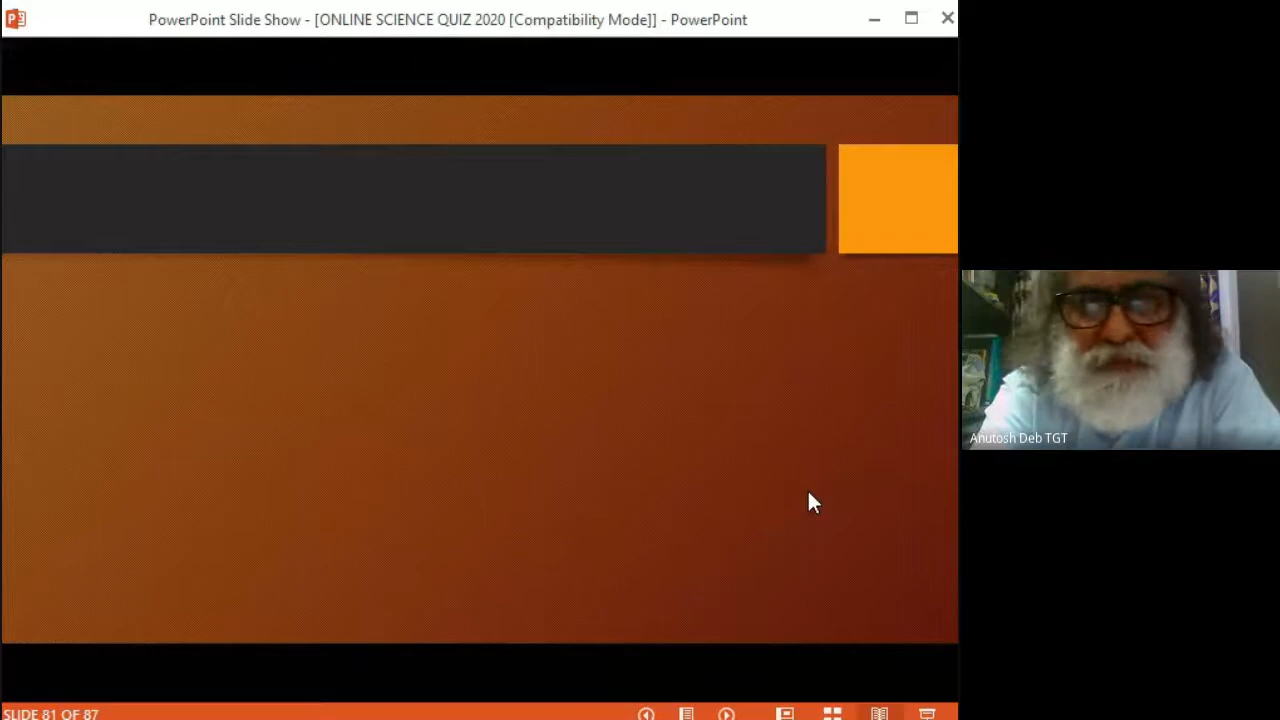 PowerPoint Slide Show - [ONLINE SCIENCE QUIZ 2020 [Compatibility Mode]] - PowerPoint
Anutosh Deb TGT
SLIDE 81 OF 87